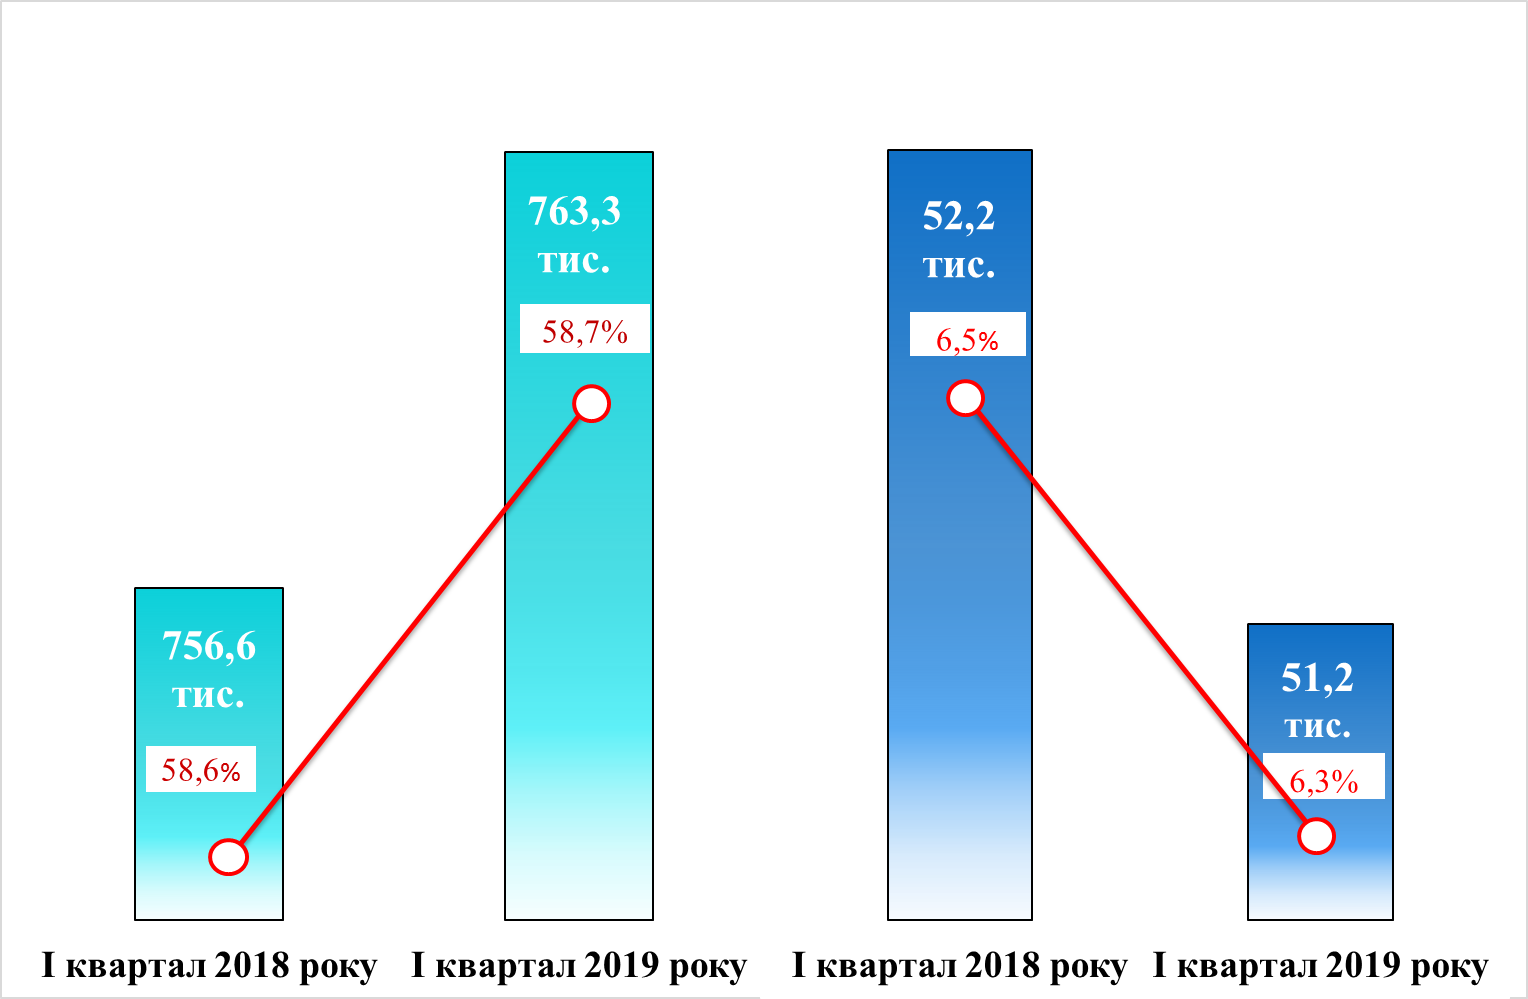 763,3
тис.
58,7%
52,2
тис.
6,5%
756,6
тис.
58,6%
51,2
тис.
6,3%
І квартал 2018 року
І квартал 2019 року
І квартал 2018 року
І квартал 2019 року